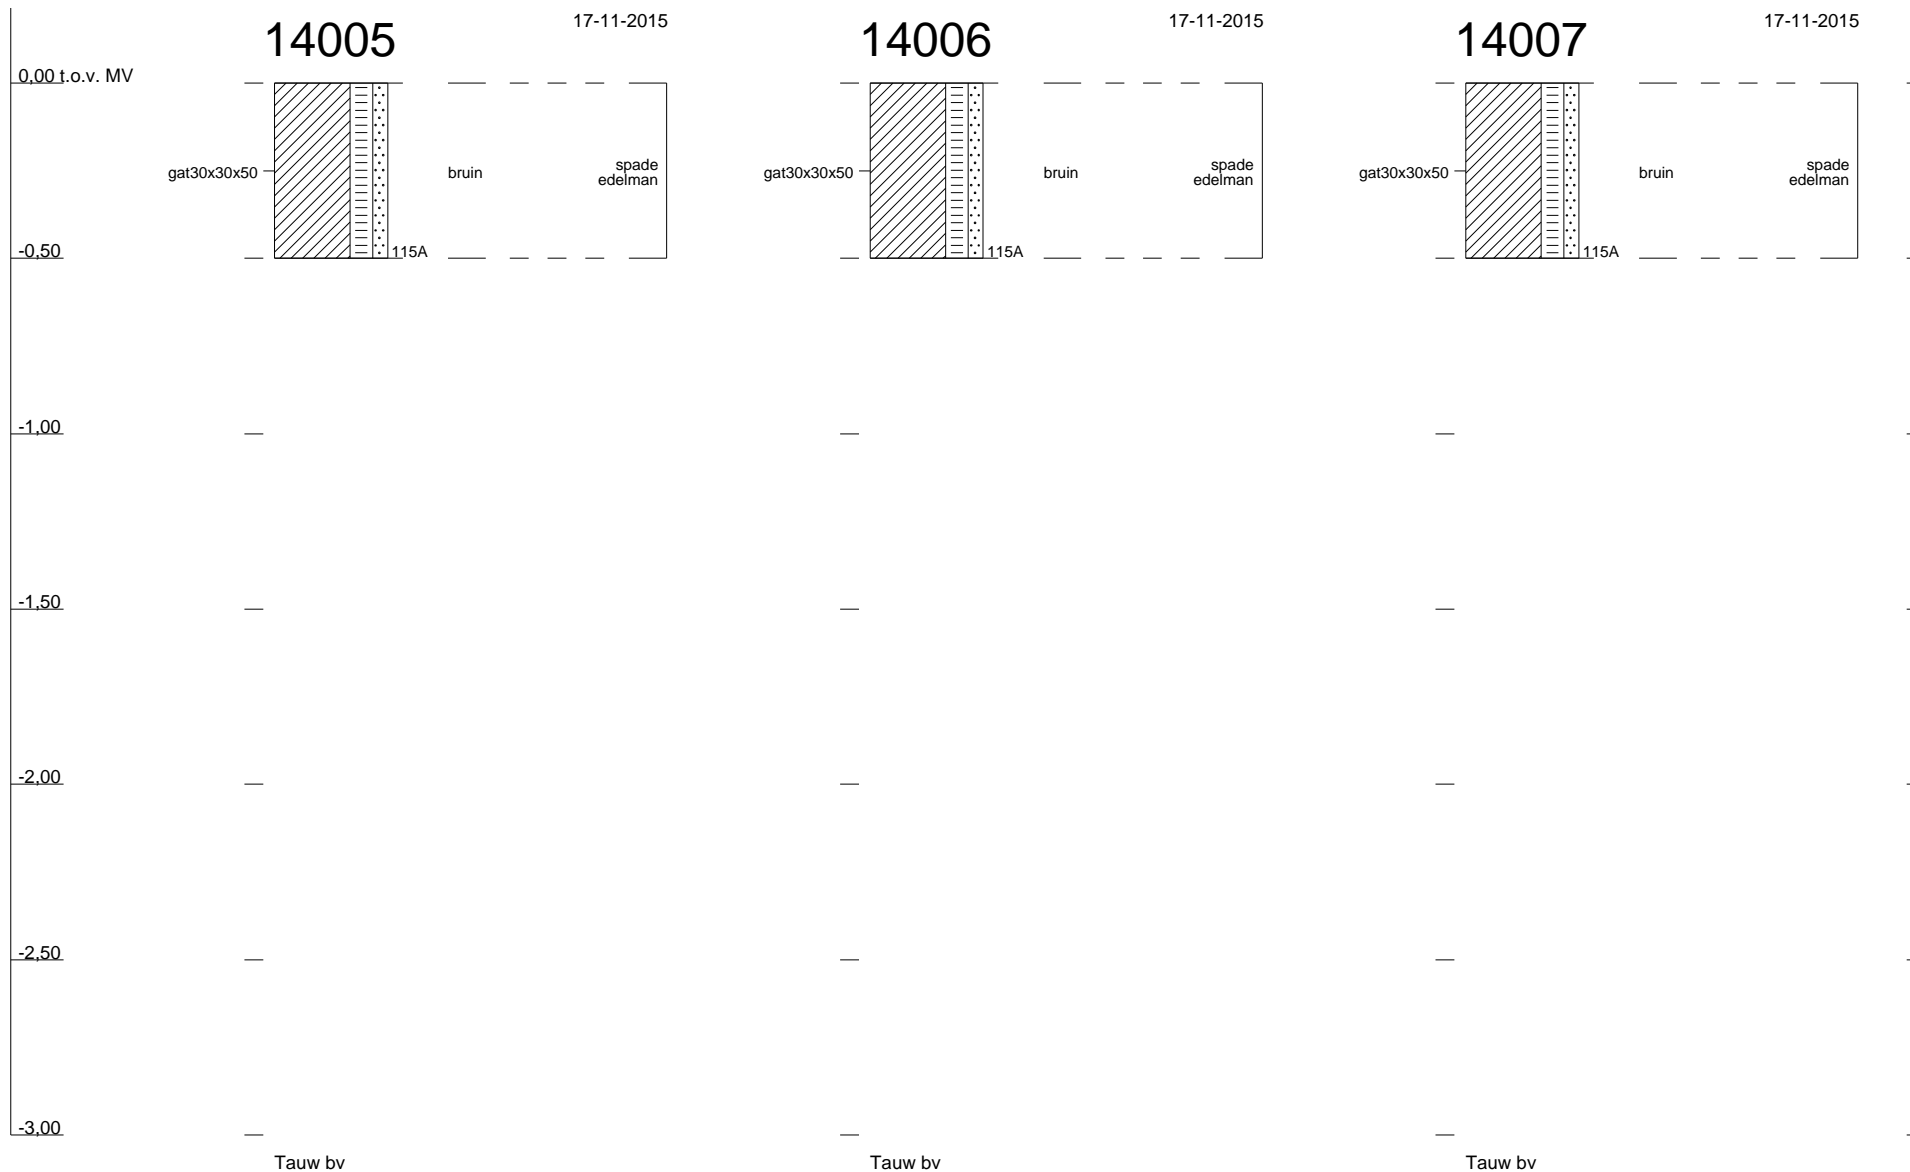 14005
17-11-2015
14006
17-11-2015
14007
17-11-2015
0,00 t.o.v. MV
gat30x30x50
bruin
spade
edelman
115A
gat30x30x50
bruin
spade
edelman
115A
gat30x30x50
bruin
spade
edelman
115A
-0,50
-1,00
-1,50
-2,00
-2,50
-3,00
Tauw bv
Tauw bv
Tauw bv